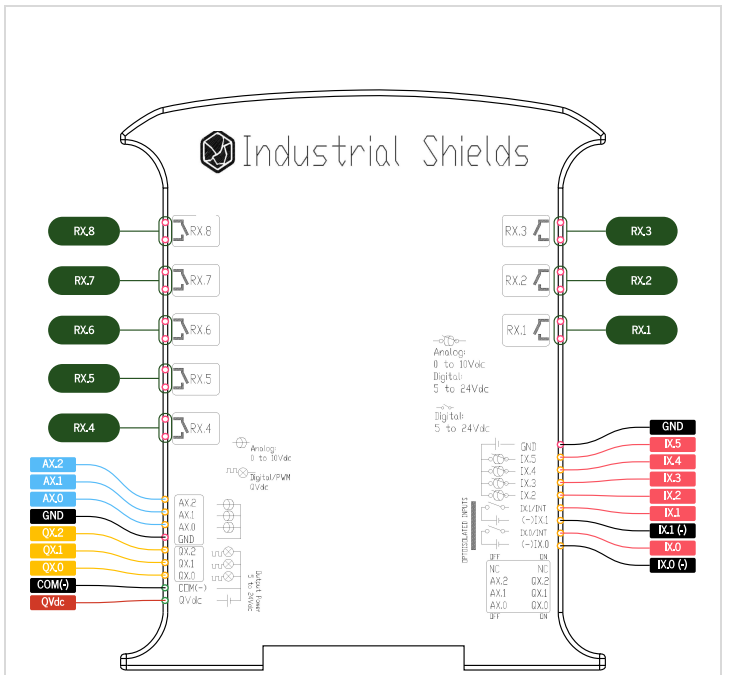 Industrial Shields
RX.8 RX.8 RX.3 RX.3
RX.7 RX.7 RX.2 RX.2
RX.6 RX.6 RX.1 RX.1
RX.5 RX.5
RX.4 RX.4
Analog:
0 to 10Vdc
Digital:
5 to 24Vdc
Digital:
5 to 24Vdc
Analog:
0 to 10Vdc
Digital/PWM
QVdc
AX.2
AX.1
AX.0
GND
QX.2
QX.1
QX.0
COM(-)
QVdc
AX.2
AX.1
AX.0
GND
QX.2
QX.1
QX.0
COM(-)
QVdc
Output Power
5 to 24Vdc
OPTOISOLATED INPUTS
GND
IX.5
IX.4
IX.3
IX.2
IX.1/INT
(-)IX.1
IX.0/INT
(-)IX.0
GND
IX.5
IX.4
IX.3
IX.2
IX.1
IX.1 (-)
IX.0
IX.0 (-)
OFF ON
NC NC
AX.2 QX.2
AX.1 QX.1
AX.0 QX.0
OFF ON